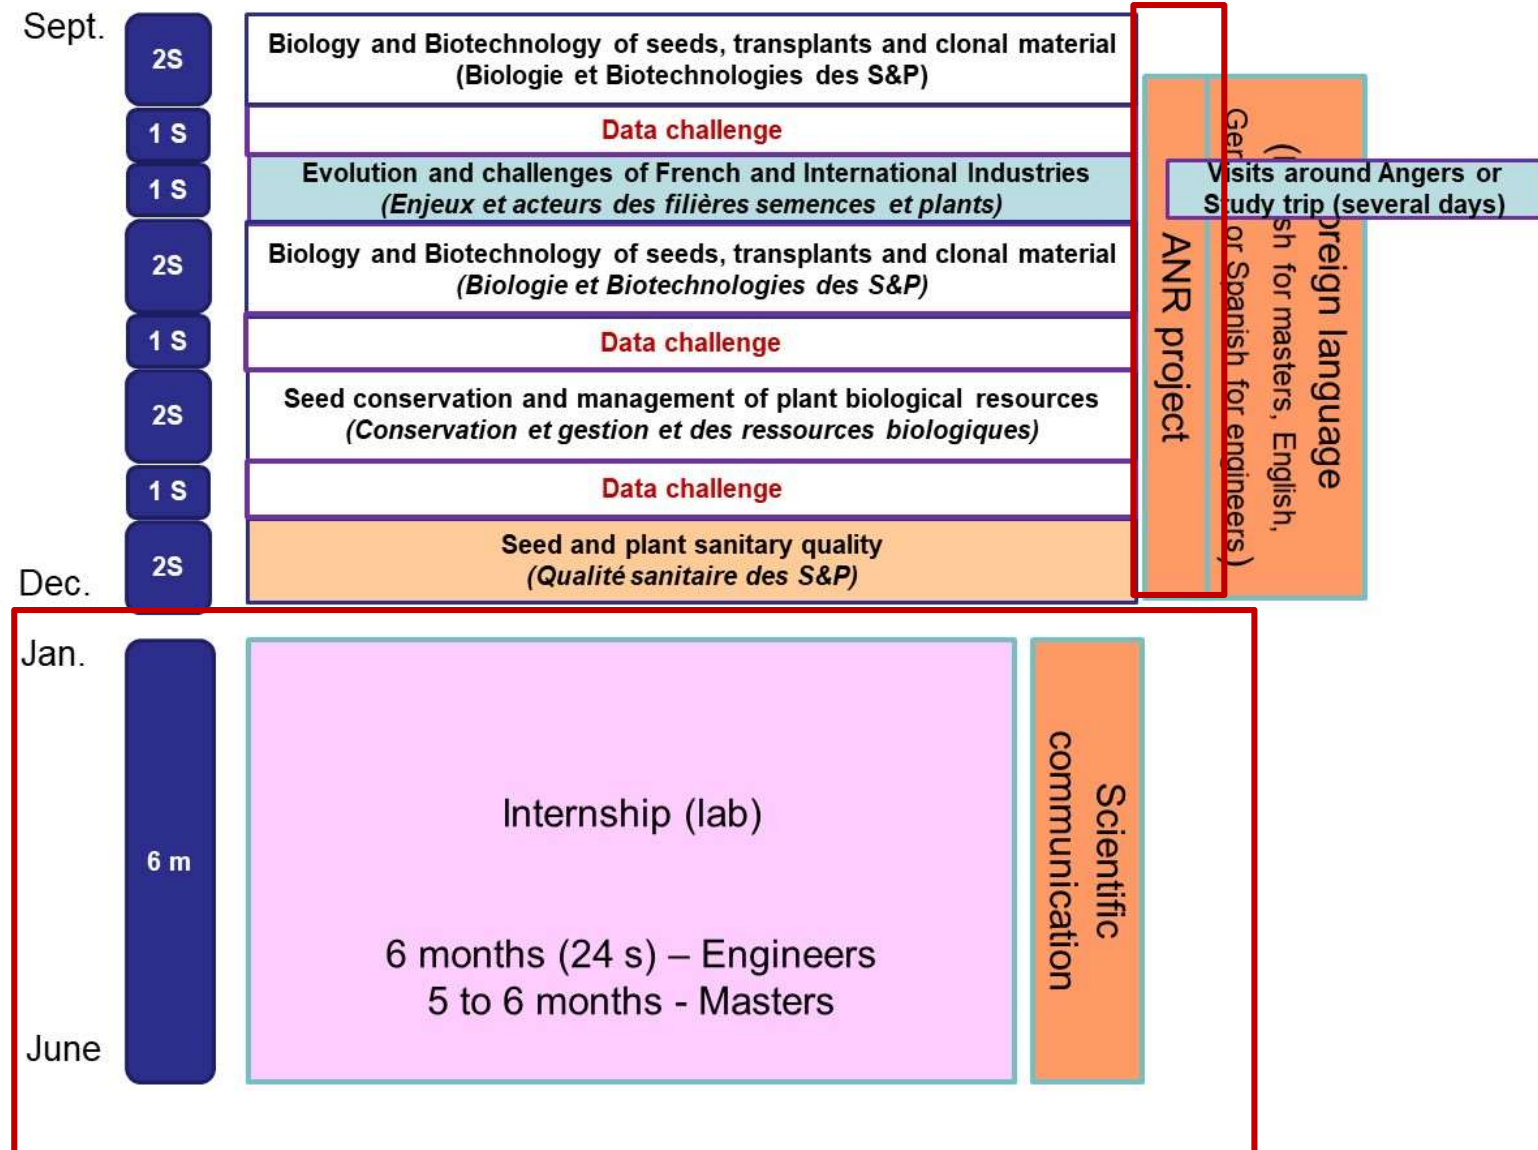 Sept.
2S
Biology and Biotechnology of seeds, transplants and clonal material
(Biologie et Biotechnologies des S&P)
1 S
Data challenge
1 S
Evolution and challenges of French and International Industries
(Enjeux et acteurs des filières semences et plants)
Visits around Angers or
Study trip (several days)
2S
Biology and Biotechnology of seeds, transplants and clonal material
(Biologie et Biotechnologies des S&P)
1 S
Data challenge
2S
Seed conservation and management of plant biological resources
(Conservation et gestion et des ressources biologiques)
1 S
Data challenge
2S
Seed and plant sanitary quality
(Qualité sanitaire des S&P)
Dec.
ANR project
language
for masters, English,
or Spanish for engineers)
Jan.
6 m
June
Internship (lab)
6 months (24 s) – Engineers
5 to 6 months - Masters
Scientific
communication